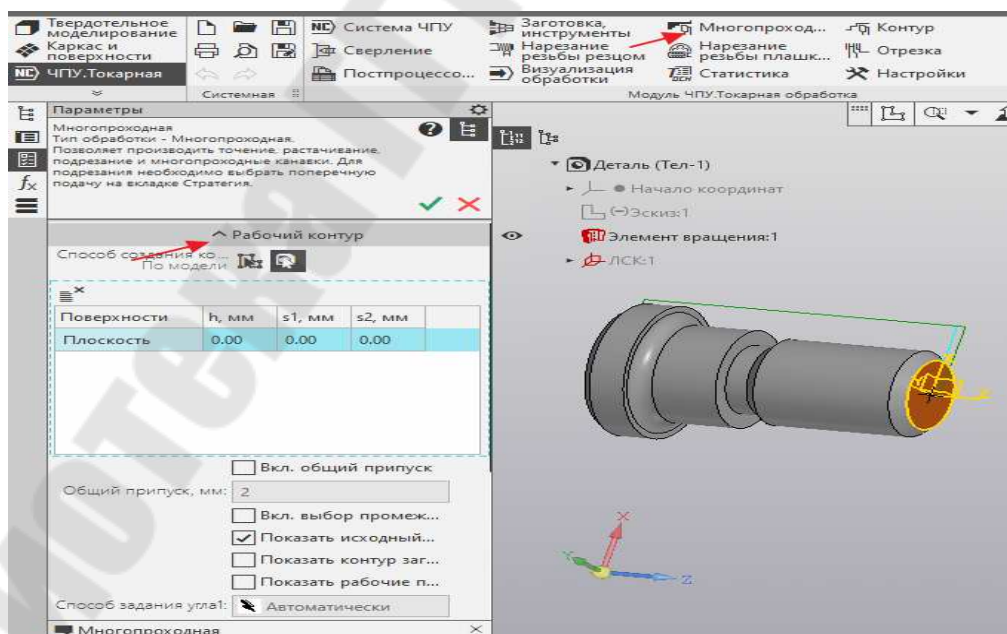 Твердотельное моделирование
Каркас и поверхности
ЧПУ.Токарная
Системная
Система ЧПУ
Сверление
Постпроцессо...
Заготовка, инструменты
Нарезание резьбы резцом
Визуализация обработки
Многопроход...
Нарезание резьбы плашк...
Статистика
Контур
Отрезка
Настройки
Модуль ЧПУ.Токарная обработка
Параметры
Многопроходная
Тип обработки - Многопроходная.
Позволяет производить точение, растачивание,
подрезание и многопроходные канавки. Для
подрезания необходимо выбрать поперечную
подачу на вкладке Стратегия.
Рабочий контур
Способ создания ко...
По модели
Поверхности h, мм s1, мм s2, мм
Плоскость 0.00 0.00 0.00
Вкл. общий припуск
Общий припуск, мм: 2
Вкл. выбор промеж...
Показать исходный...
Показать контур заг...
Показать рабочие п...
Способ задания угла1: Автоматически
Многопроходная
Деталь (Тел-1)
Начало координат
(-)Эскиз:1
Элемент вращения:1
ЛСК:1
X
Y
Z